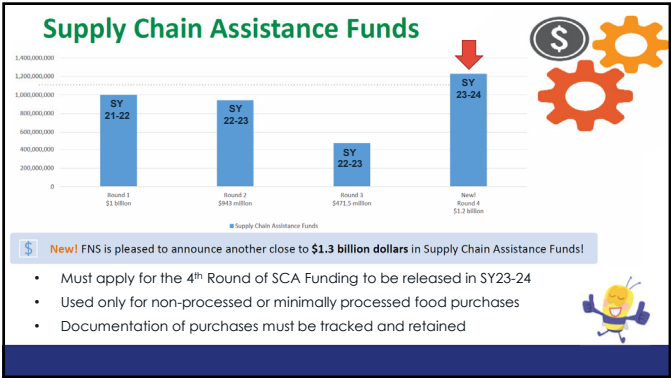 Supply Chain Assistance Funds
1,400,000,000
1,200,000,000
1,000,000,000
800,000,000
600,000,000
400,000,000
200,000,000
0
SY
21-22
SY
22-23
SY
22-23
SY
23-24
$
Round 1
$1 billion
Round 2
$943 million
Round 3
$471.5 million
New!
Round 4
$1.2 billion
Supply Chain Assistance Funds
$ New! FNS is pleased to announce another close to $1.3 billion dollars in Supply Chain Assistance Funds!
• Must apply for the 4th Round of SCA Funding to be released in SY23-24
• Used only for non-processed or minimally processed food purchases
• Documentation of purchases must be tracked and retained